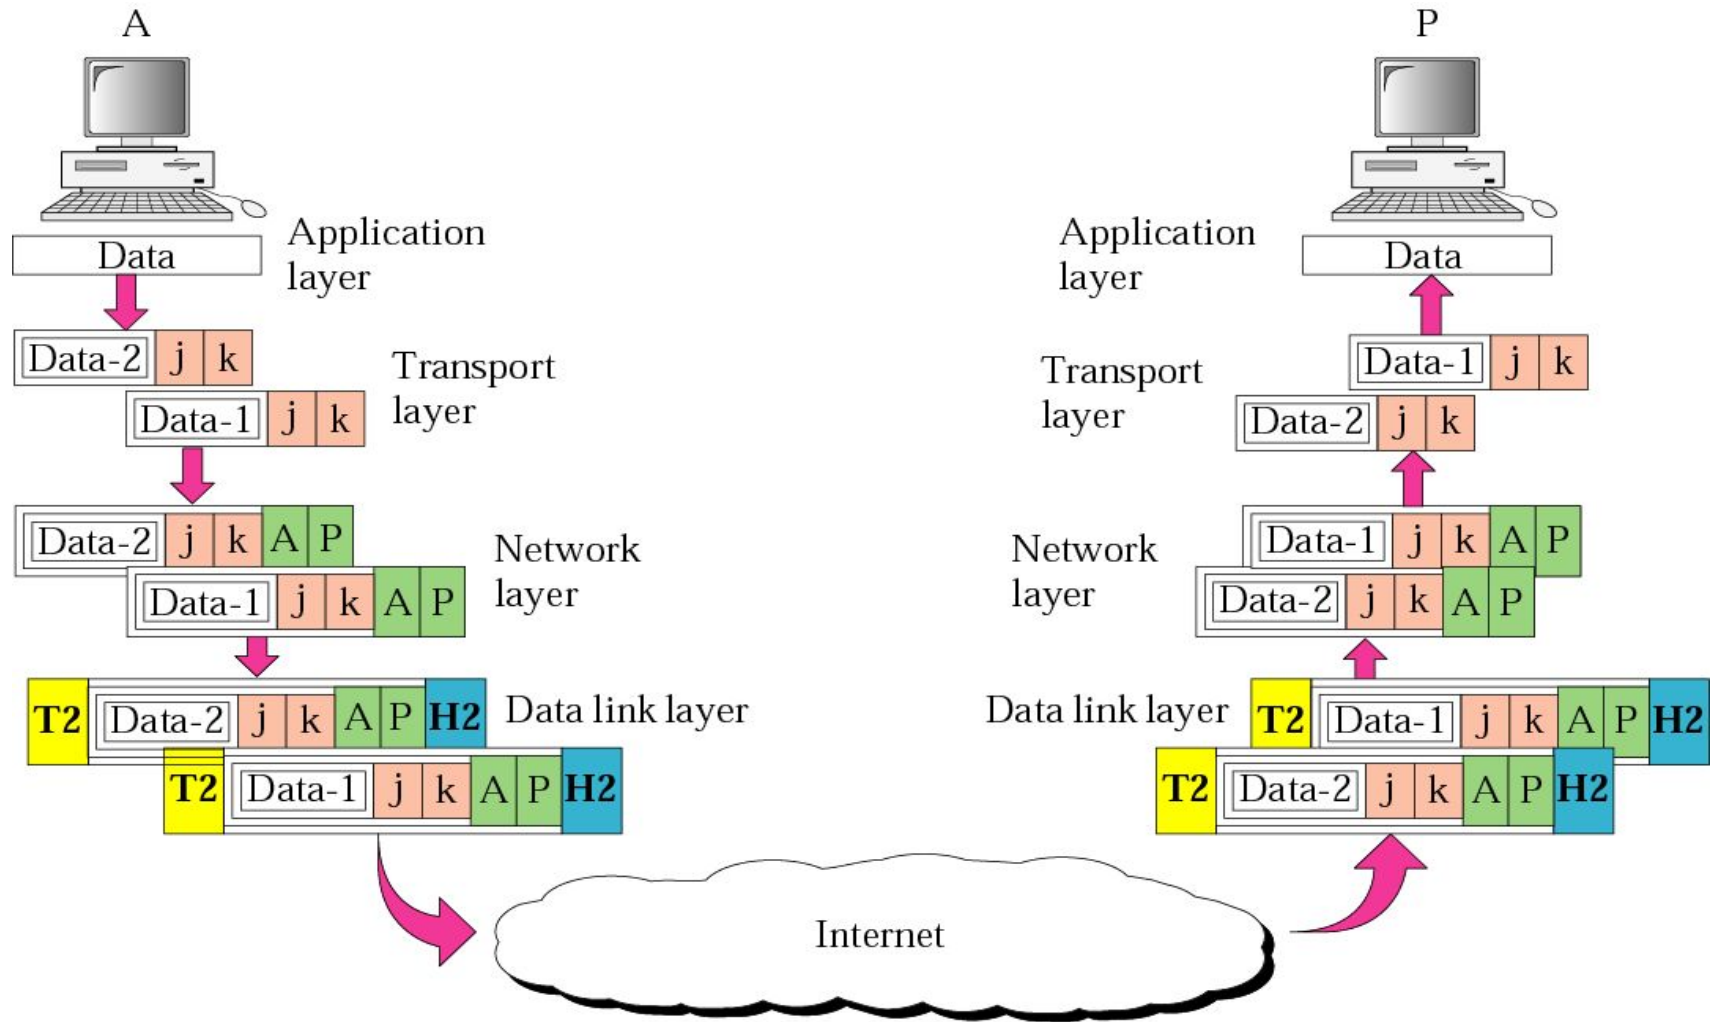 A
P
Application
layer
Data
Application
layer
Data
Data-2 j k
Data-1 j k
Transport
layer
Transport
layer
Data-1 j k
Data-2 j k
Data-2 j k A P
Data-1 j k A P
Network
layer
Network
layer
Data-1 j k A P
Data-2 j k A P
T2 Data-2 j k A P H2
T2 Data-1 j k A P H2
Data link layer
Data link layer
T2 Data-1 j k A P H2
T2 Data-2 j k A P H2
Internet